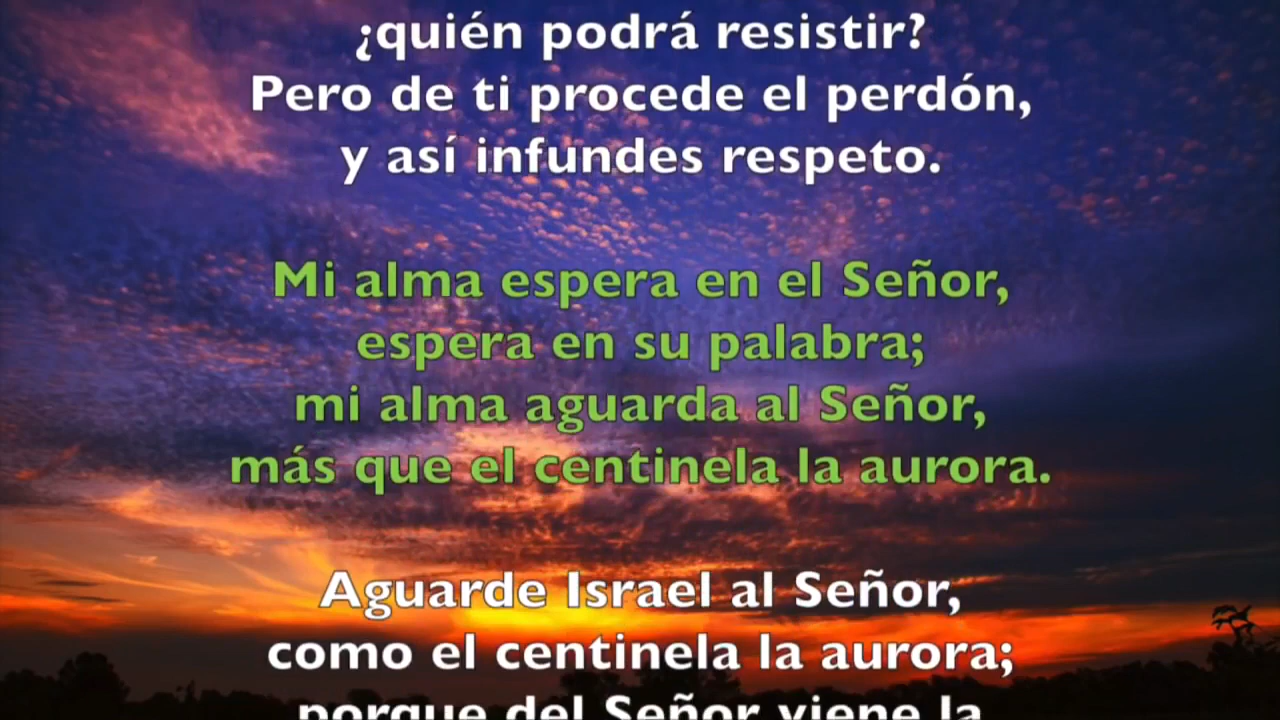 ¿quién podrá resistir?
Pero de ti procede el perdón,
y así infundes respeto.
Mi alma espera en el Señor,
espera en su palabra;
mi alma aguarda al Señor,
más que el centinela la aurora.
Aguarde Israel al Señor,
como el centinela la aurora;
porque del Señor viene la